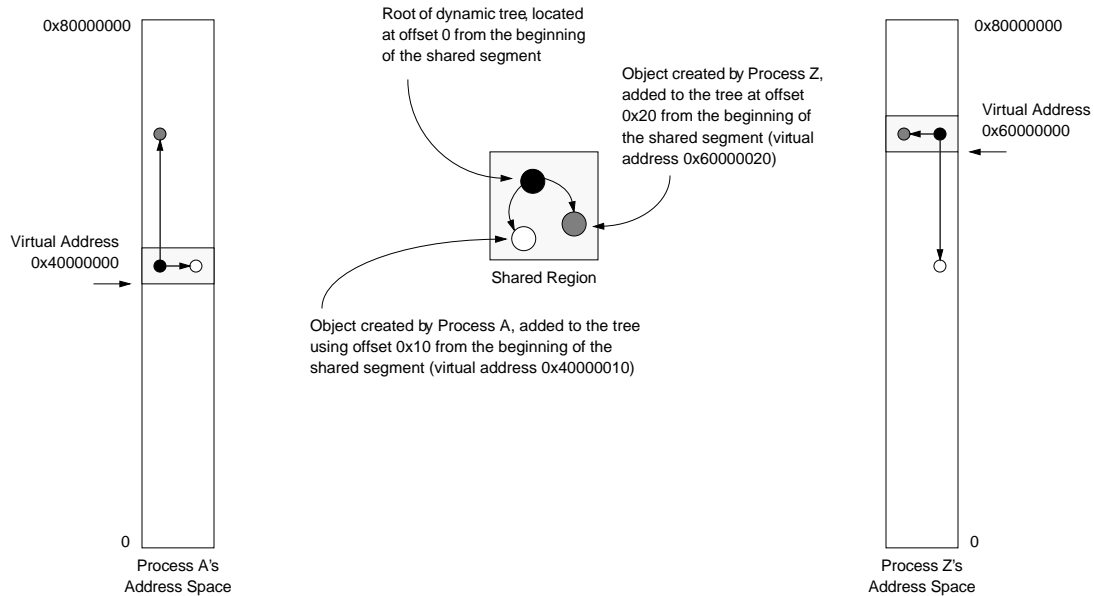 0x80000000
Virtual Address
0x40000000
0
Process A's
Address Space
Root of dynamic tree, located
at offset 0 from the beginning
of the shared segment
Object created by Process Z,
added to the tree at offset
0x20 from the beginning of
the shared segment (virtual
address 0x60000020)
Shared Region
Object created by Process A, added to the tree
using offset 0x10 from the beginning of the
shared segment (virtual address 0x40000010)
0x80000000
Virtual Address
0x60000000
0
Process Z's
Address Space